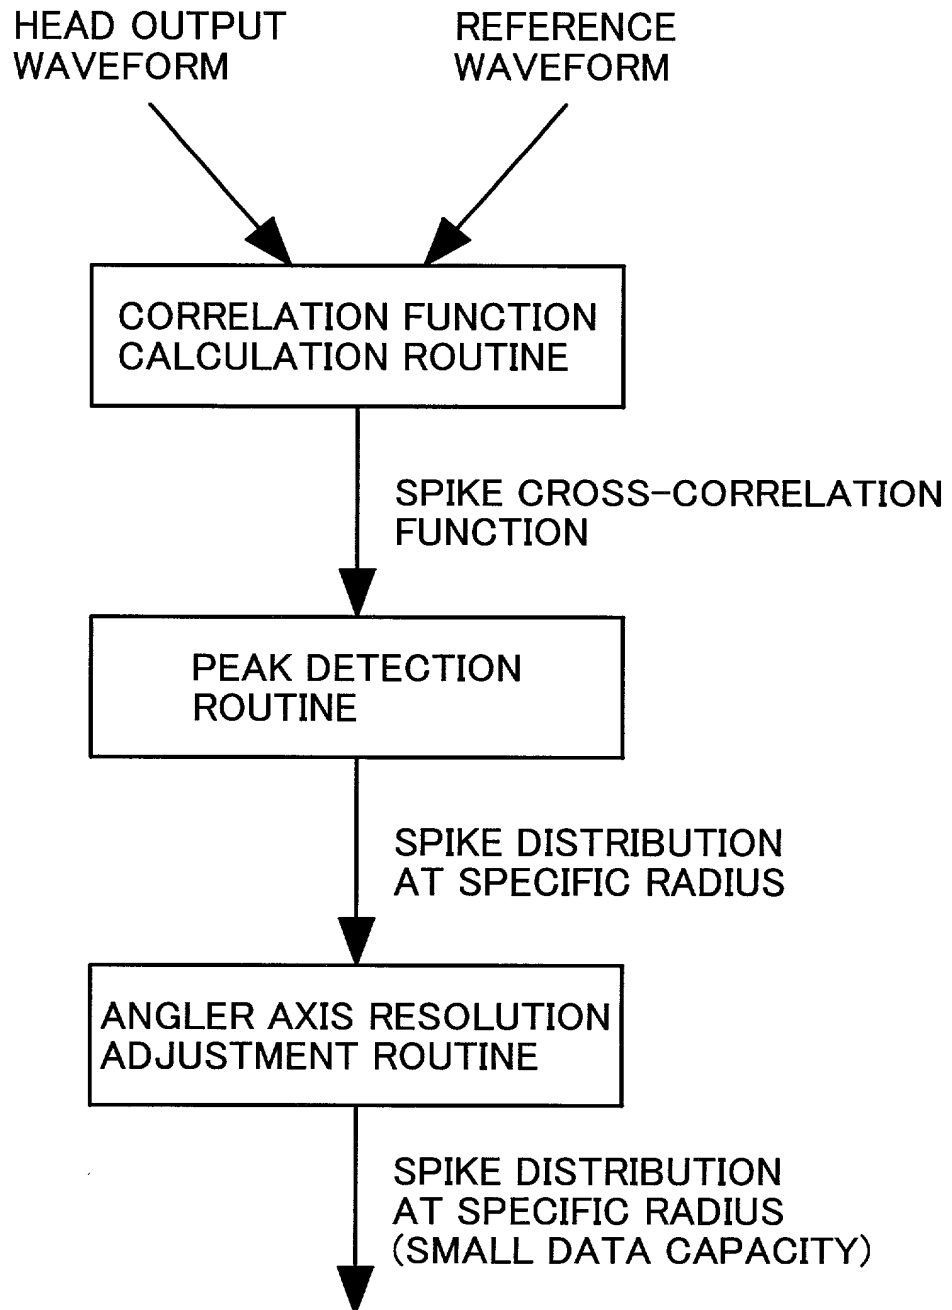 HEAD OUTPUT
WAVEFORM
REFERENCE
WAVEFORM
CORRELATION FUNCTION
CALCULATION ROUTINE
SPIKE CROSS-CORRELATION
FUNCTION
PEAK DETECTION
ROUTINE
SPIKE DISTRIBUTION
AT SPECIFIC RADIUS
ANGLER AXIS RESOLUTION
ADJUSTMENT ROUTINE
SPIKE DISTRIBUTION
AT SPECIFIC RADIUS
(SMALL DATA CAPACITY)